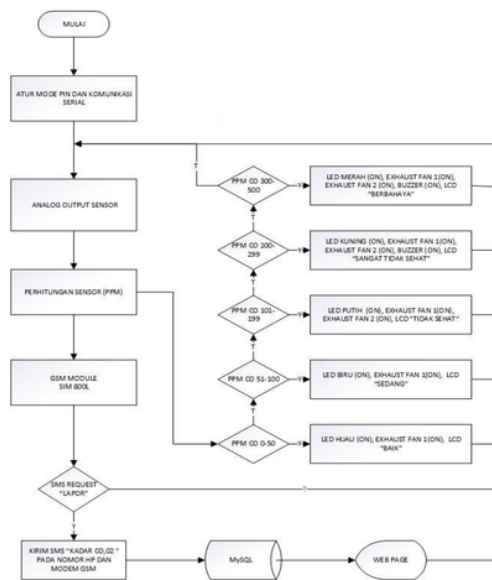 MULAI
ATUR MODE PIN DAN KOMUNIKASI
SERIAL
ANALOG OUTPUT SENSOR
PERHITUNGAN SENSOR (PPM)
GSM MODULE
SIM 800L
SMS REQUEST
"LAPOR"
Y
KIRIM SMS "KADAR CO,02"
PADA NOMOR HP DAN
MODEM GSM
MySQL
WEB PAGE
T
PPM CO 300-
500
Y
LED MERAH (ON), EXHAUST FAN 1(ON),
EXHAUST FAN 2 (ON), BUZZER (ON), LCD
"BERBAHAYA"
T
PPM CO 200-
299
Y
LED KUNING (ON), EXHAUST FAN 1(ON),
EXHAUST FAN 2 (ON), BUZZER (ON), LCD
"SANGAT TIDAK SEHAT"
T
PPM CO 101-
199
Y
LED PUTIH (ON), EXHAUST FAN 1(ON),
EXHAUST FAN 2 (ON), LCD "TIDAK SEHAT"
T
PPM CO 51-100
Y
LED BIRU (ON), EXHAUST FAN 1(ON), LCD
"SEDANG"
T
PPM CO 0-50
Y
LED HIJAU (ON), EXHAUST FAN 1(ON), LCD
"BAIK"